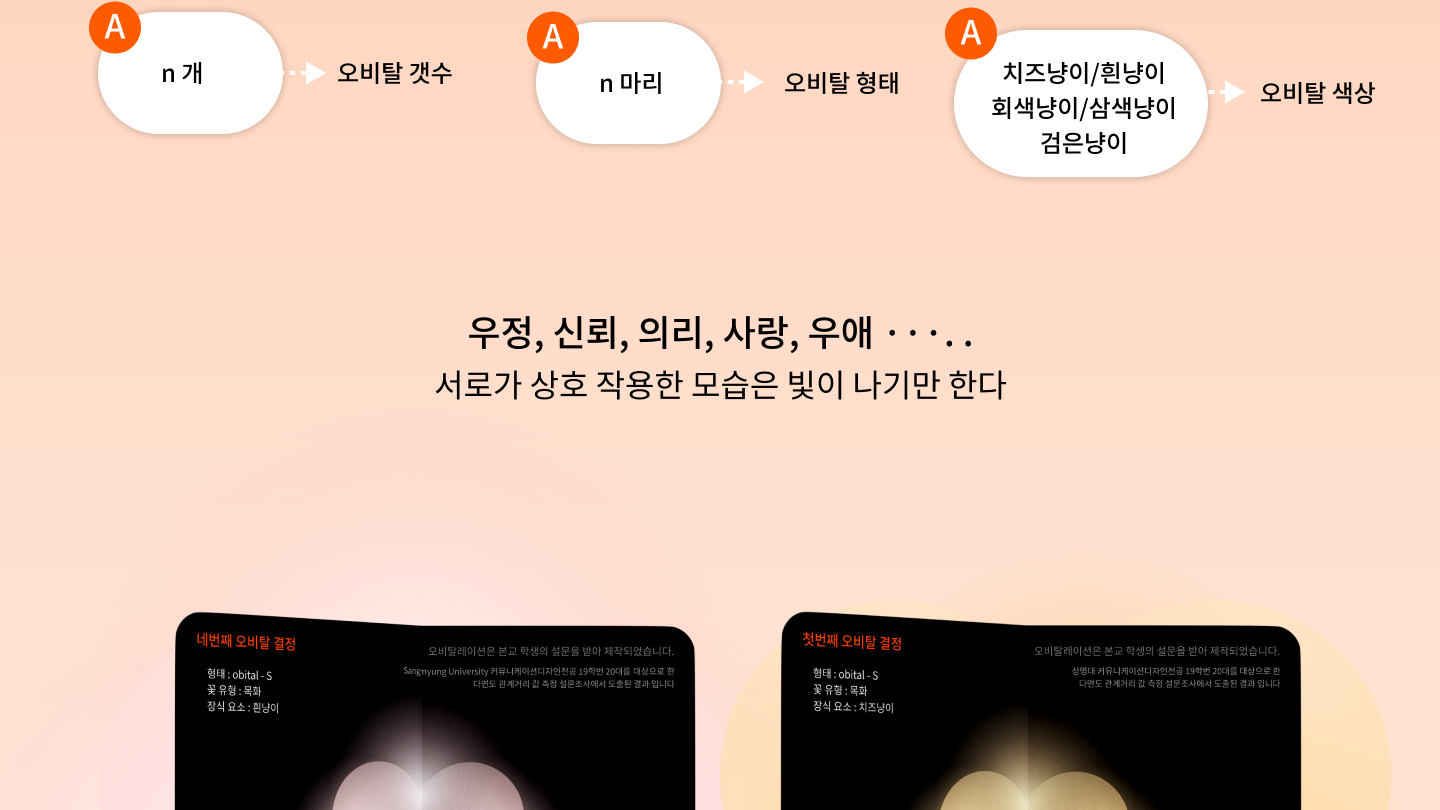 A
n 개
오비탈 갯수
A
n 마리
오비탈 형태
A
치즈냥이/흰냥이
회색냥이/삼색냥이
검은냥이
오비탈 색상
우정, 신뢰, 의리, 사랑, 우애 · · · . .
서로가 상호 작용한 모습은 빛이 나기만 한다
네번째 오비탈 결정
형태 : obital - S
꽃 유형 : 목화
장식 요소 : 흰냥이
오비탈레이션은 본교 학생의 설문을 받아 제작되었습니다.
Sangmyung University 커뮤니케이션디자인전공 19학번 20대를 대상으로 한
다면도 관계거리 값 측정 설문조사에서 도출된 결과 입니다
첫번째 오비탈 결정
형태 : obital - S
꽃 유형 : 목화
장식 요소 : 치즈냥이
오비탈레이션은 본교 학생의 설문을 받아 제작되었습니다.
상명대 커뮤니케이션디자인전공 19학번 20대를 대상으로 한
다면도 관계거리 값 측정 설문조사에서 도출된 결과 입니다